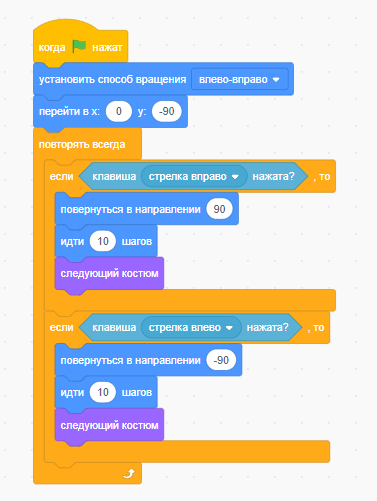 когда нажат
установить способ вращения влево-вправо
перейти в x: 0 y: -90
повторять всегда
если клавиша стрелка вправо нажата? , то
повернуться в направлении 90
идти 10 шагов
следующий костюм
если клавиша стрелка влево нажата? , то
повернуться в направлении -90
идти 10 шагов
следующий костюм